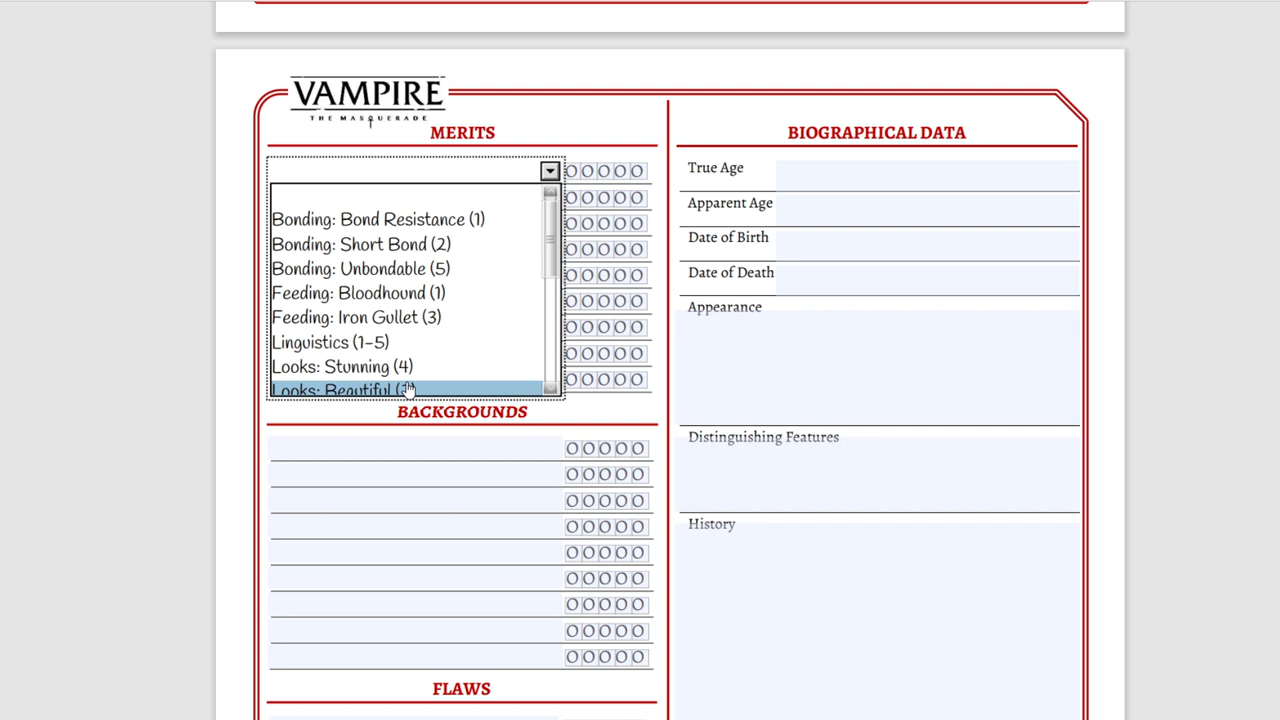 VAMPIRE
THE MASQUERADE
MERITS
Bonding: Bond Resistance (1)
Bonding: Short Bond (2)
Bonding: Unbondable (5)
Feeding: Bloodhound (1)
Feeding: Iron Gullet (3)
Linguistics (1-5)
Looks: Stunning (4)
Looks: Beautiful
BACKGROUNDS
FLAWS
BIOGRAPHICAL DATA
True Age
Apparent Age
Date of Birth
Date of Death
Appearance
Distinguishing Features
History